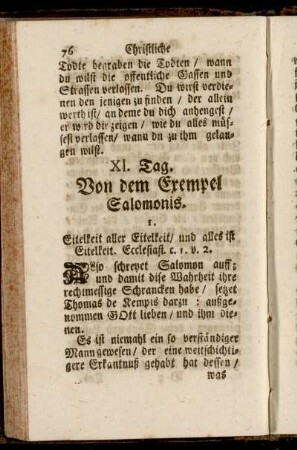 76 Christliche
Todte begraben die Todten / wann
du wilst die offentliche Gassen und
Strassen verlassen. Du wirst verdie-
nen den jenigen zu finden / der allein
werth ist / an deme du dich anhengest /
er wird dir zeigen / wie du alles müs-
sest verlassen / wann du zu ihm gelan-
gen wilst.
XI. Tag.
Von dem Exempel
Salomonis.
1.
Eitelkeit aller Eitelkeit / und alles ist
Eitelkeit. Ecclesiast. c. 1. v. 2.
Also schreyet Salomon auff;
und damit dise Wahrheit ihre
rechtmessige Schrancken habe / setzet
Thomas de Kempis darzu : außge-
nommen GOtt lieben / und ihm die-
nen.
Es ist niemahl ein so verständiger
Mann gewesen / der eine weitschichti-
gere Erkantnuß gehabt hat dessen /
was